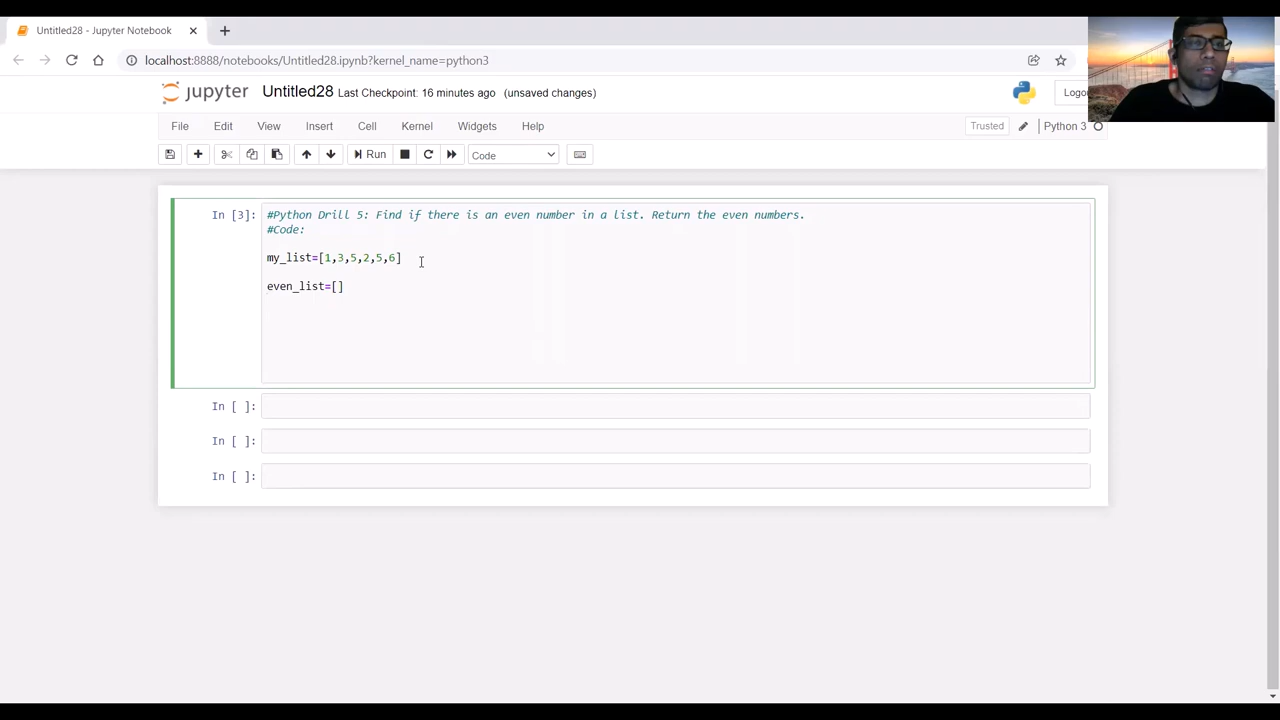 Untitled28 - Jupyter Notebook
localhost:8888/notebooks/Untitled28.ipynb?kernel_name=python3
jupyter Untitled28 Last Checkpoint: 16 minutes ago (unsaved changes)
Logo
File Edit View Insert Cell Kernel Widgets Help
Trusted
Python 3
Run
Code
In [3]:
#Python Drill 5: Find if there is an even number in a list. Return the even numbers.
#Code:
my_list=[1,3,5,2,5,6]
even_list=[]
In [ ]:
In [ ]:
In [ ]: